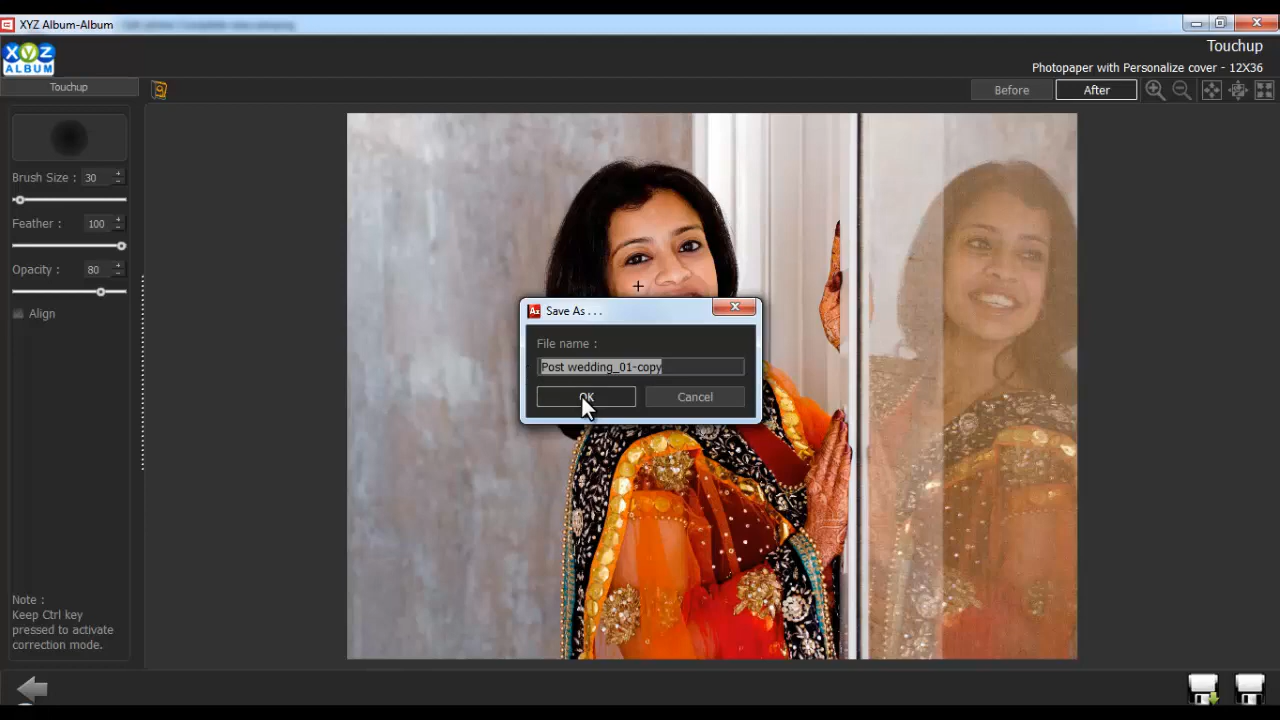 XYZ Album-Album
XYZ
ALBUM
Touchup
Photopaper with Personalize cover - 12X36
Touchup
Before
After
Brush Size : 30
Feather : 100
Opacity : 80
Align
Save As . . .
File name :
Post wedding_01-copy
OK
Cancel
Note :
Keep Ctrl key
pressed to activate
correction mode.